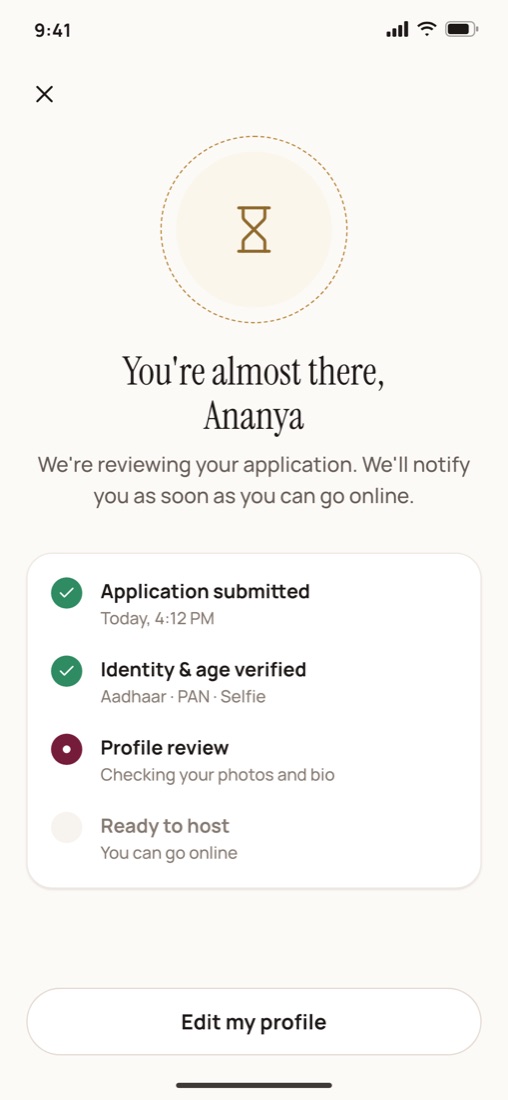 9:41
You're almost there,
Ananya
We're reviewing your application. We'll notify
you as soon as you can go online.
Application submitted
Today, 4:12 PM
Identity & age verified
Aadhaar · PAN · Selfie
Profile review
Checking your photos and bio
Ready to host
You can go online
Edit my profile